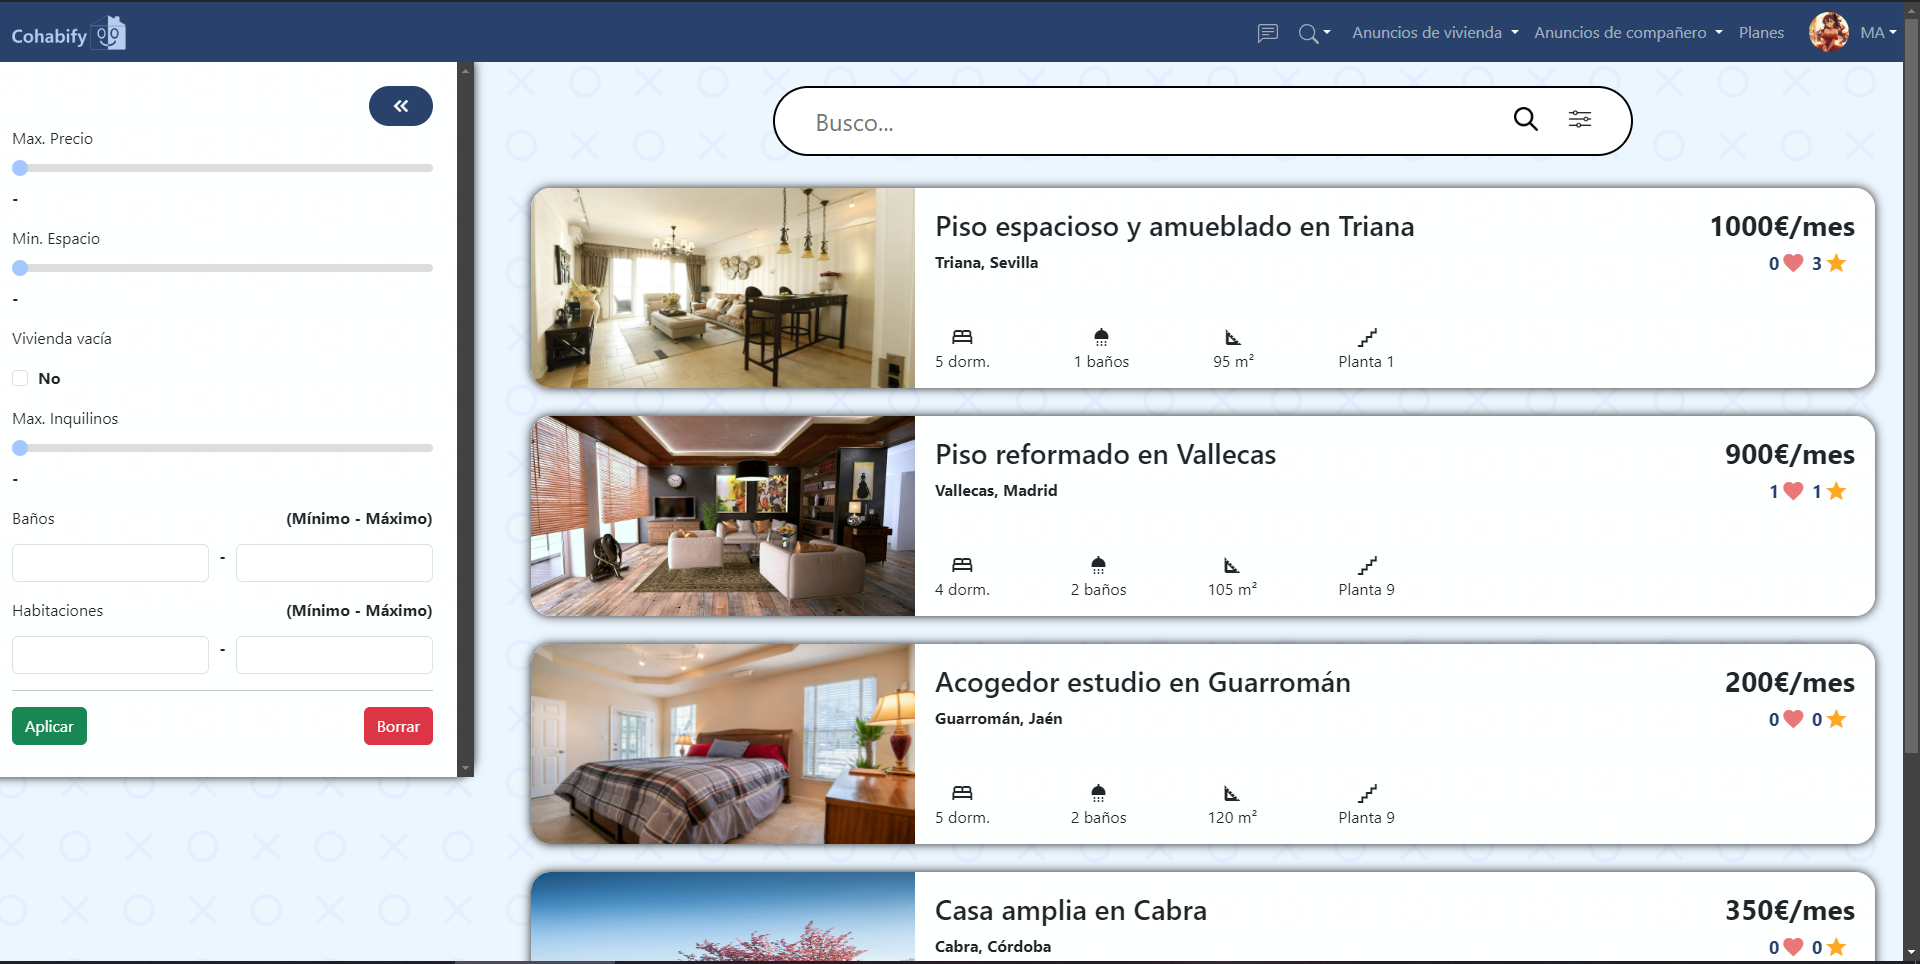 Cohabify
Anuncios de vivienda
Anuncios de compañero
Planes
MA
Max. Precio
-
Min. Espacio
-
Vivienda vacía
No
Max. Inquilinos
-
Baños (Mínimo - Máximo)
-
Habitaciones (Mínimo - Máximo)
-
Aplicar
Borrar
Busco...
Piso espacioso y amueblado en Triana 1000€/mes
Triana, Sevilla 0 3
5 dorm. 1 baños 95 m² Planta 1
Piso reformado en Vallecas 900€/mes
Vallecas, Madrid 1 1
4 dorm. 2 baños 105 m² Planta 9
Acogedor estudio en Guarromán 200€/mes
Guarromán, Jaén 0 0
5 dorm. 2 baños 120 m² Planta 9
Casa amplia en Cabra 350€/mes
Cabra, Córdoba 0 0